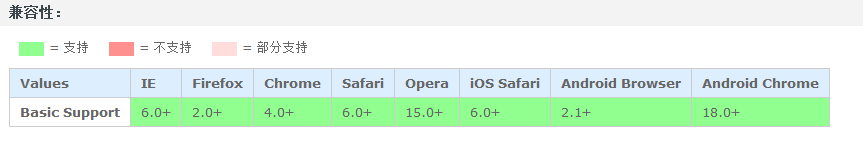 兼容性：
= 支持 = 不支持 = 部分支持
Values IE Firefox Chrome Safari Opera iOS Safari Android Browser Android Chrome
Basic Support 6.0+ 2.0+ 4.0+ 6.0+ 15.0+ 6.0+ 2.1+ 18.0+